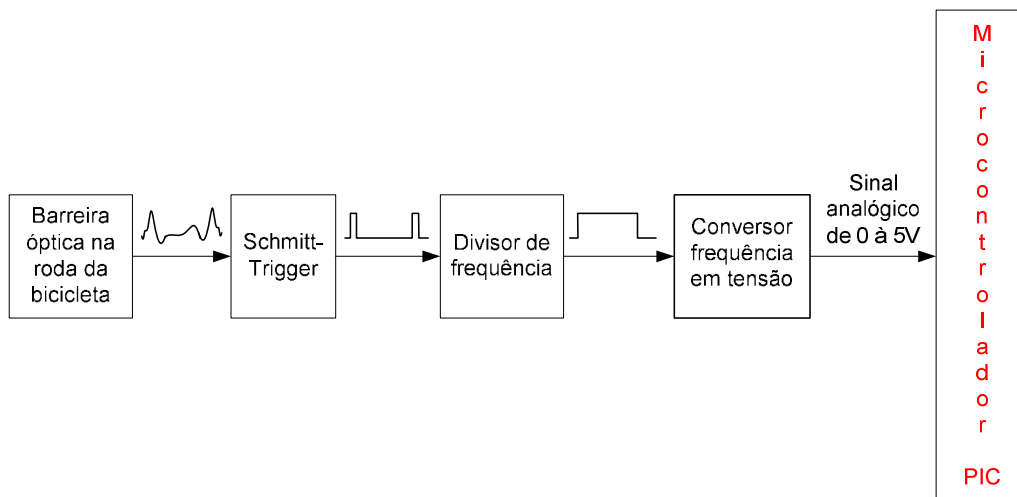 Barreira
óptica na
roda da
bicicleta
Schmitt-
Trigger
Divisor de
frequência
Conversor
frequência
em tensão
Sinal
analógico
de 0 à 5V
M
i
c
r
o
c
o
n
t
r
o
l
a
d
o
r
PIC